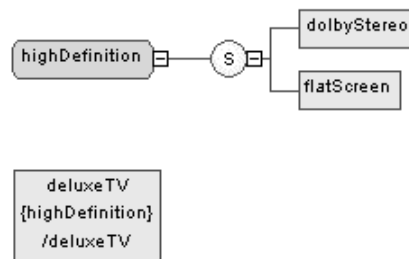 dolbyStereo
highDefinition
S
flatScreen
deluxeTV
{highDefinition}
/deluxeTV